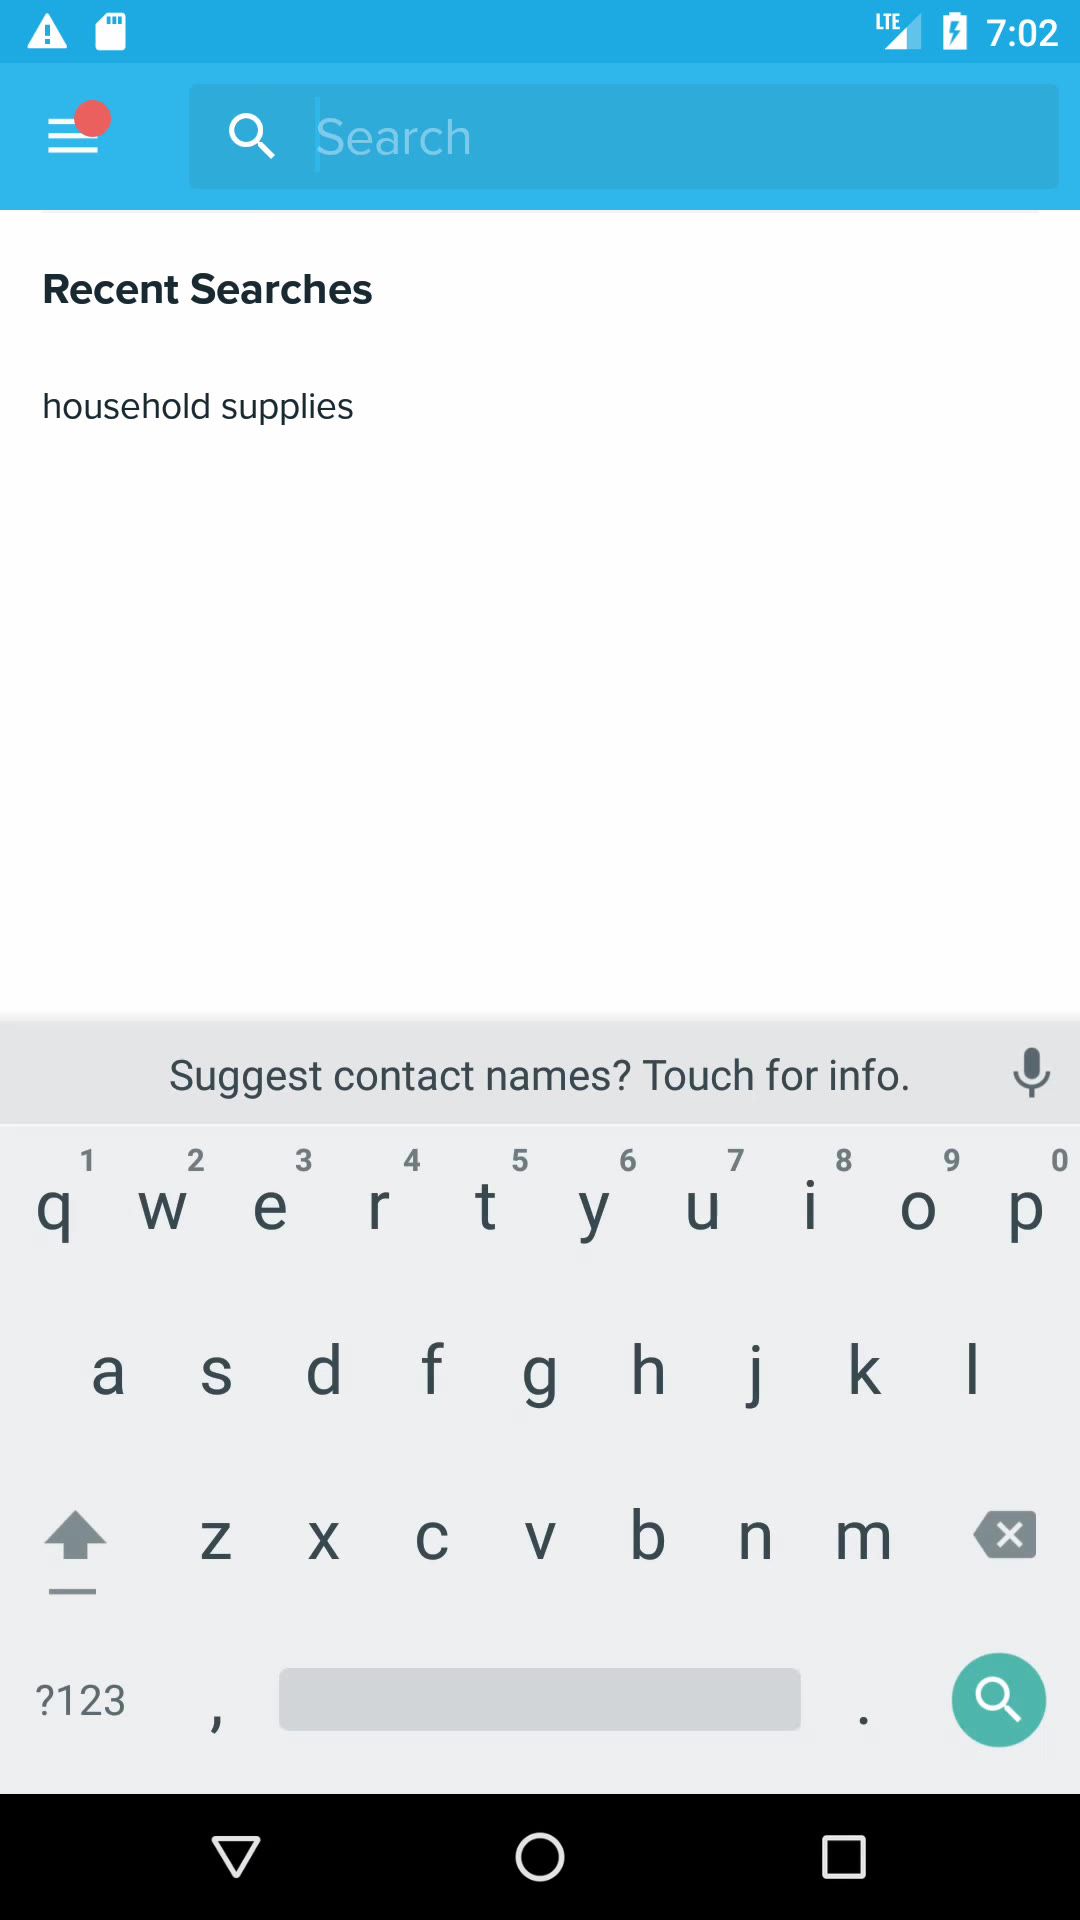 LTE 7:02
Search
Recent Searches
household supplies
Suggest contact names? Touch for info.
1 2 3 4 5 6 7 8 9 0
q w e r t y u i o p
a s d f g h j k l
z x c v b n m
?123 , .